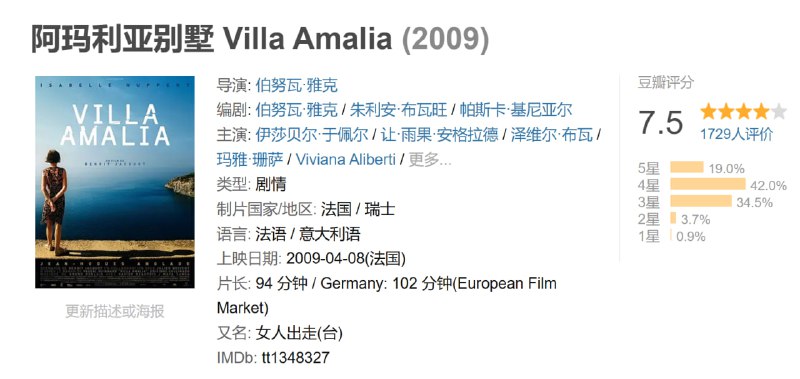 阿玛利亚别墅 Villa Amalia (2009)
ISABELLE HUPPERT
VILLA
AMALIA
BENOIT JACQUOT
JEAN-HUGUES ANGLADE
更新描述或海报
导演: 伯努瓦·雅克
编剧: 伯努瓦·雅克 / 朱利安·布瓦旺 / 帕斯卡·基尼亚尔
主演: 伊莎贝尔·于佩尔 / 让·雨果·安格拉德 / 泽维尔·布瓦 /
玛雅·珊萨 / Viviana Aliberti / 更多...
类型: 剧情
制片国家/地区: 法国 / 瑞士
语言: 法语 / 意大利语
上映日期: 2009-04-08(法国)
片长: 94 分钟 / Germany: 102 分钟(European Film
Market)
又名: 女人出走(台)
IMDb: tt1348327
豆瓣评分
7.5
1729人评价
5星 19.0%
4星 42.0%
3星 34.5%
2星 3.7%
1星 0.9%